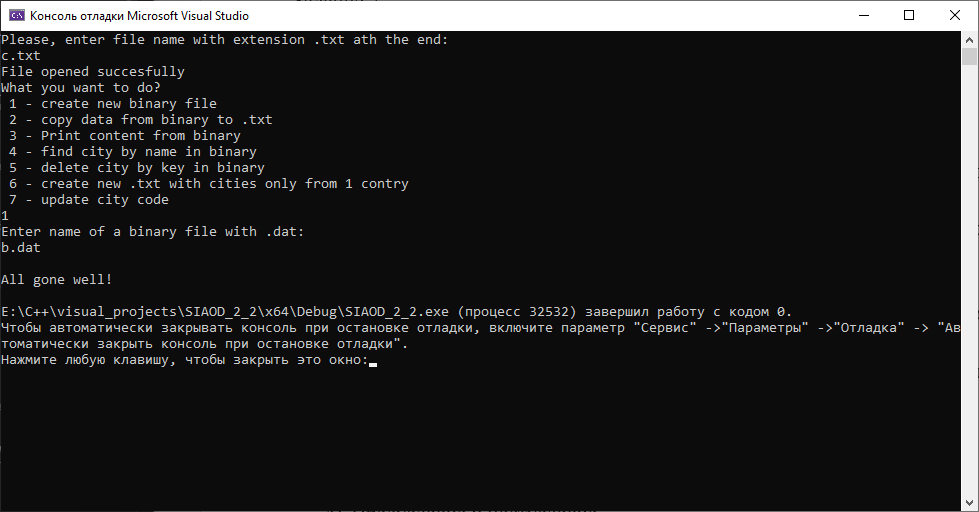 Консоль отладки Microsoft Visual Studio
Please, enter file name with extension .txt ath the end:
c.txt
File opened succesfully
What you want to do?
1 - create new binary file
2 - copy data from binary to .txt
3 - Print content from binary
4 - find city by name in binary
5 - delete city by key in binary
6 - create new .txt with cities only from 1 contry
7 - update city code
1
Enter name of a binary file with .dat:
b.dat
All gone well!
E:\C++\visual_projects\SIAOD_2_2\x64\Debug\SIAOD_2_2.exe (процесс 32532) завершил работу с кодом 0.
Чтобы автоматически закрывать консоль при остановке отладки, включите параметр "Сервис" ->"Параметры" ->"Отладка" -> "Ав
томатически закрыть консоль при остановке отладки".
Нажмите любую клавишу, чтобы закрыть это окно: